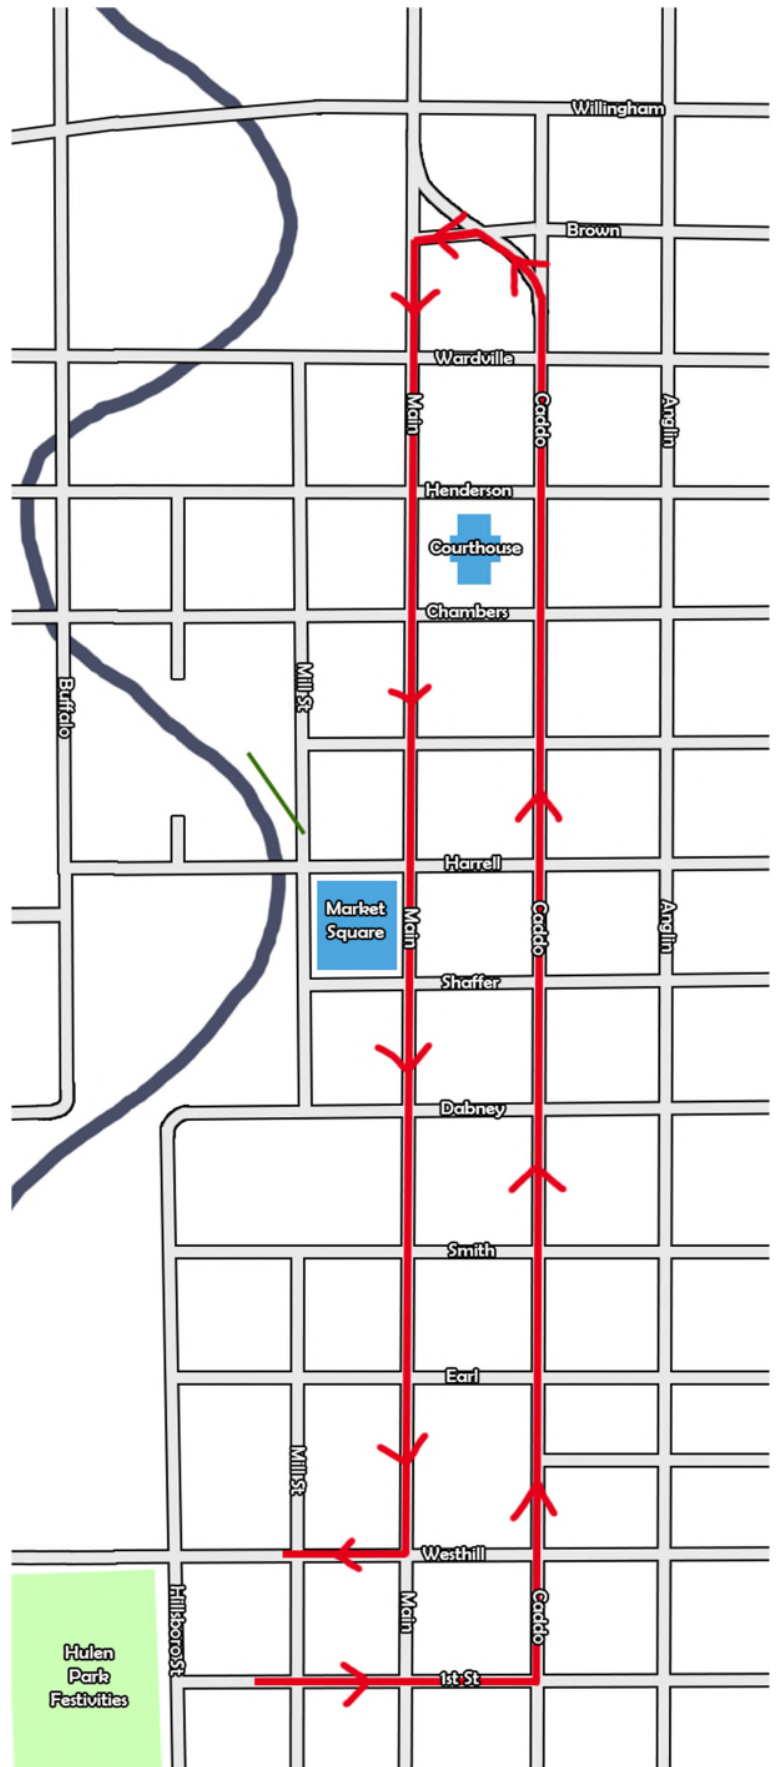 Willingham
Brown
Wardville
Main
Caddo
Anglin
Henderson
Courthouse
Chambers
Mill St
Buffalo
Harrell
Market
Square
Main
Caddo
Anglin
Shaffer
Dabney
Smith
Earl
Mill St
Westhill
Hillsboro St
Main
Caddo
Hulen
Park
Festivities
1st St